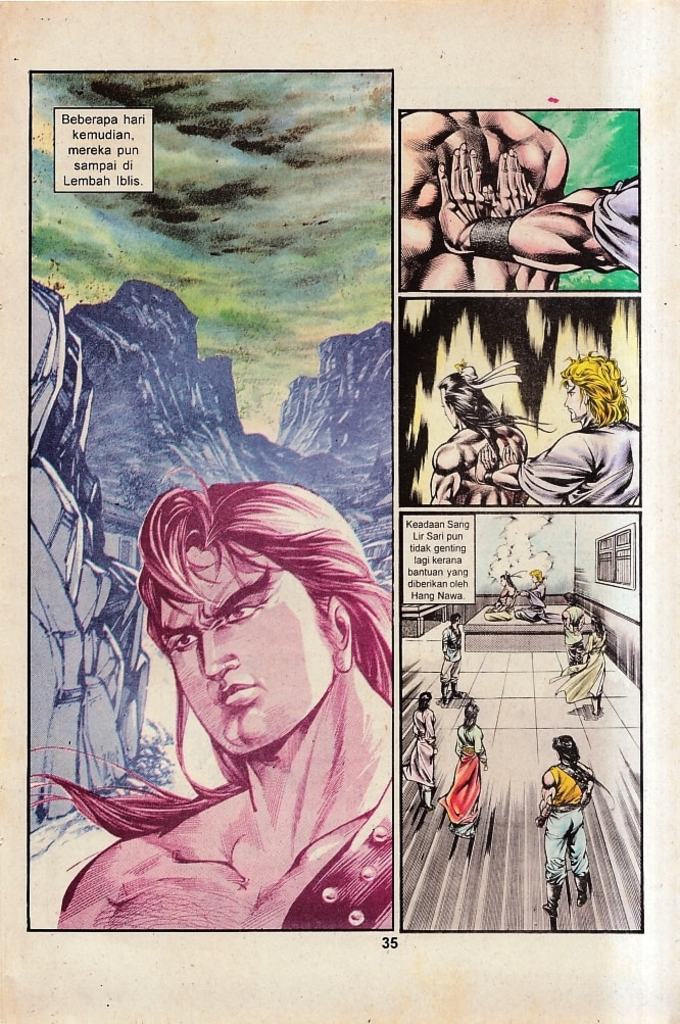 Beberapa hari
kemudian,
mereka pun
sampai di
Lembah Iblis.
Keadaan Sang
Lir Sari pun
tidak genting
lagi kerana
bantuan yang
diberikan oleh
Hang Nawa.
35